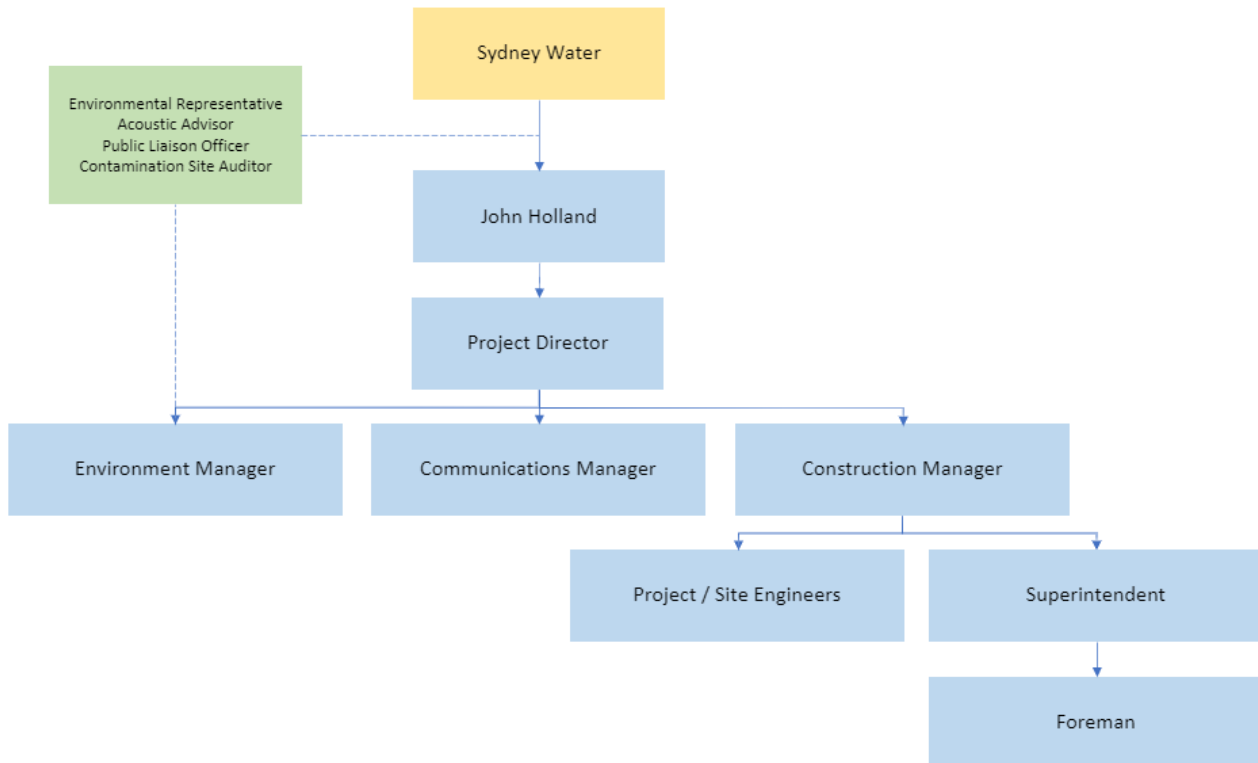 Sydney Water
Environmental Representative
Acoustic Advisor
Public Liaison Officer
Contamination Site Auditor
John Holland
Project Director
Environment Manager
Communications Manager
Construction Manager
Project / Site Engineers
Superintendent
Foreman